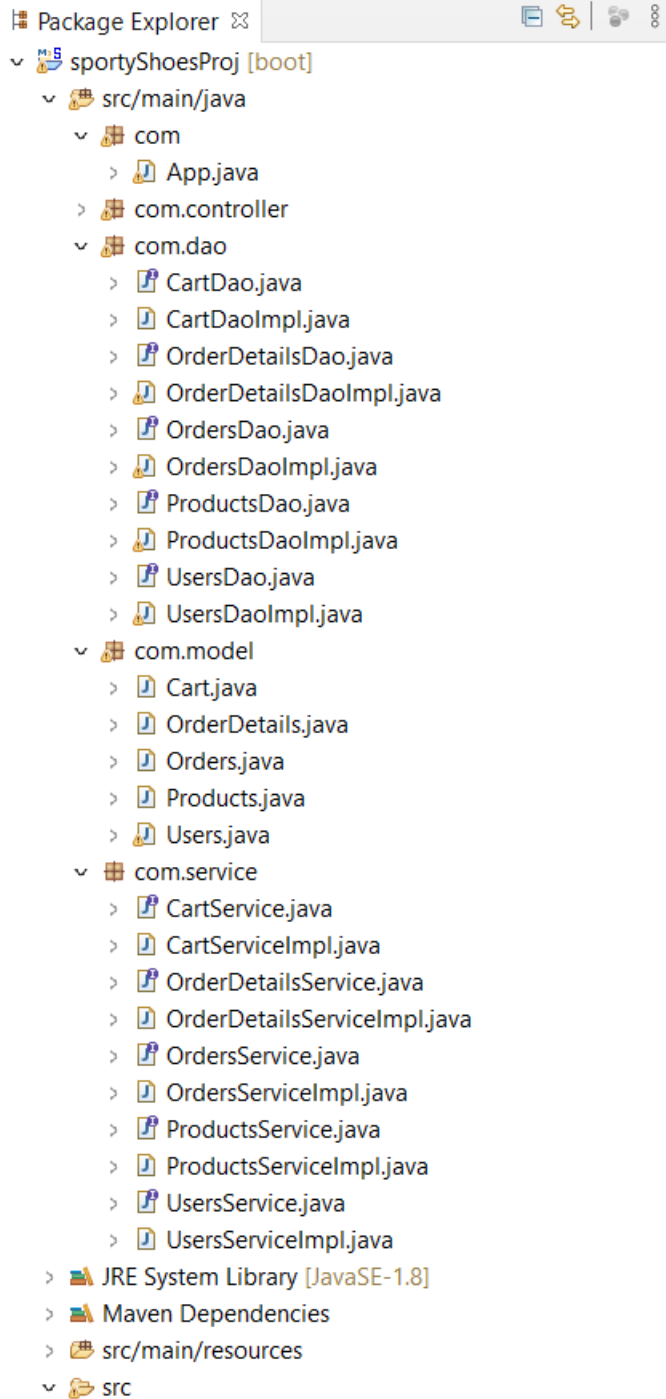 Package Explorer
sportyShoesProj [boot]
src/main/java
com
App.java
com.controller
com.dao
CartDao.java
CartDaoImpl.java
OrderDetailsDao.java
OrderDetailsDaoImpl.java
OrdersDao.java
OrdersDaoImpl.java
ProductsDao.java
ProductsDaoImpl.java
UsersDao.java
UsersDaoImpl.java
com.model
Cart.java
OrderDetails.java
Orders.java
Products.java
Users.java
com.service
CartService.java
CartServiceImpl.java
OrderDetailsService.java
OrderDetailsServiceImpl.java
OrdersService.java
OrdersServiceImpl.java
ProductsService.java
ProductsServiceImpl.java
UsersService.java
UsersServiceImpl.java
JRE System Library [JavaSE-1.8]
Maven Dependencies
src/main/resources
src